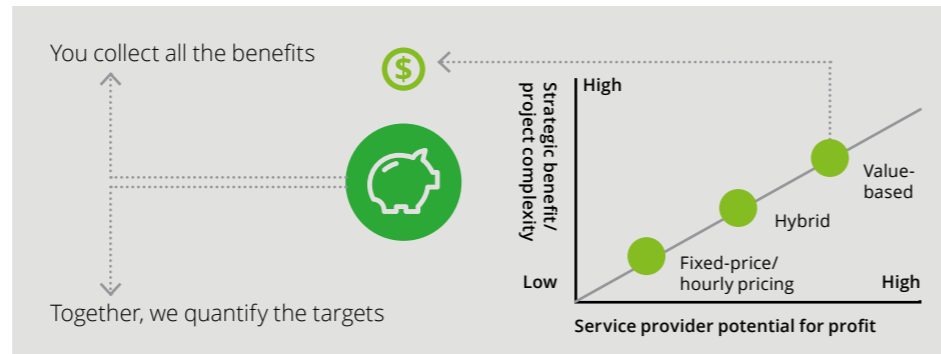 You collect all the benefits
$
Together, we quantify the targets
Strategic benefit/
project complexity
High
Low
Value-
based
Hybrid
Fixed-price/
hourly pricing
High
Service provider potential for profit